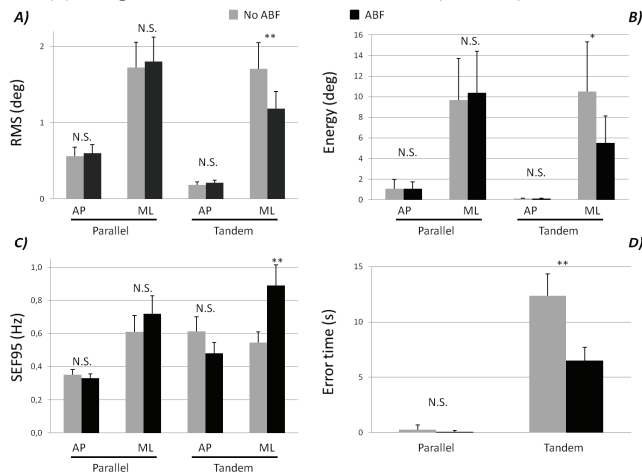 A)
No ABF
ABF
B)
RMS (deg)
2
1
0
N.S.
N.S.
N.S.
**
AP
ML
AP
ML
Parallel
Tandem
Energy (deg)
16
14
12
10
8
6
4
2
0
N.S.
N.S.
N.S.
*
AP
ML
AP
ML
Parallel
Tandem
C)
SEF95 (Hz)
1,0
0,8
0,6
0,4
0,2
0,0
N.S.
N.S.
N.S.
**
AP
ML
AP
ML
Parallel
Tandem
D)
Error time (s)
15
10
5
0
N.S.
**
Parallel
Tandem